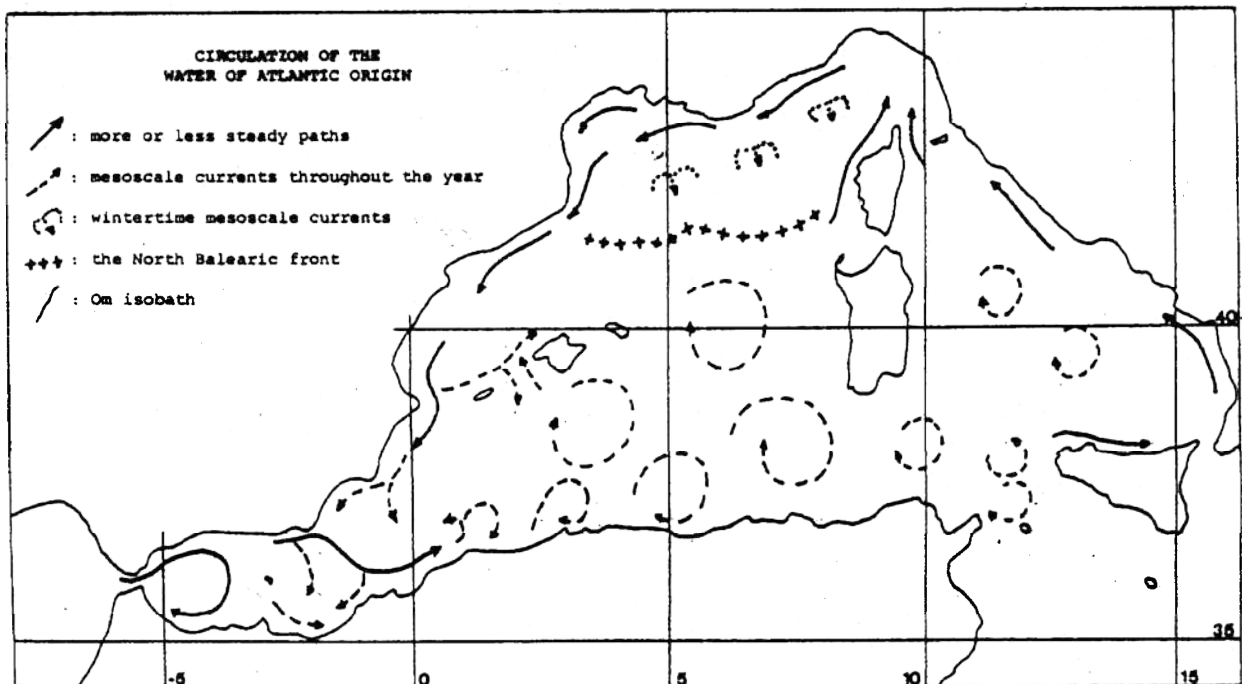 CIRCULATION OF THE
WATER OF ATLANTIC ORIGIN
: more or less steady paths
: mesoscale currents throughout the year
: wintertime mesoscale currents
: the North Balearic front
: Om isobath
40
35
-5
0
5
10
15